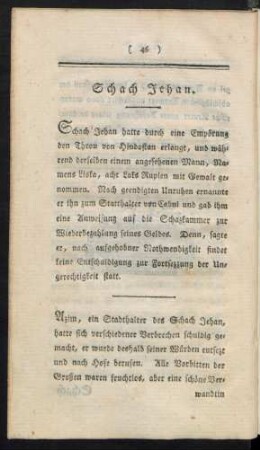 ( 46 )
Schach Jehan.
Schach Jehan hatte durch eine Empörung
den Thron von Hindostan erlangt, und wäh-
rend derselben einem angesehenen Mann, Na-
mens Liska, acht Laks Rupien mit Gewalt ge-
nommen. Nach geendigten Unruhen ernannte
er ihn zum Statthalter von Cabul und gab ihm
eine Anweisung auf die Schazkammer zur
Wiederbezahlung seines Geldes. Denn, sagte
er, nach aufgehobner Nothwendigkeit findet
keine Entschuldigung zur Fortsezzung der Un-
gerechtigkeit statt.
Azim, ein Stadthalter des Schach Jehan,
hatte sich verschiedener Verbrechen schuldig ge-
macht, er wurde deshalb seiner Würden entsezt
und nach Hofe berufen. Alle Vorbitten der
Großen waren fruchtlos, aber eine schöne Ver-
wandtin